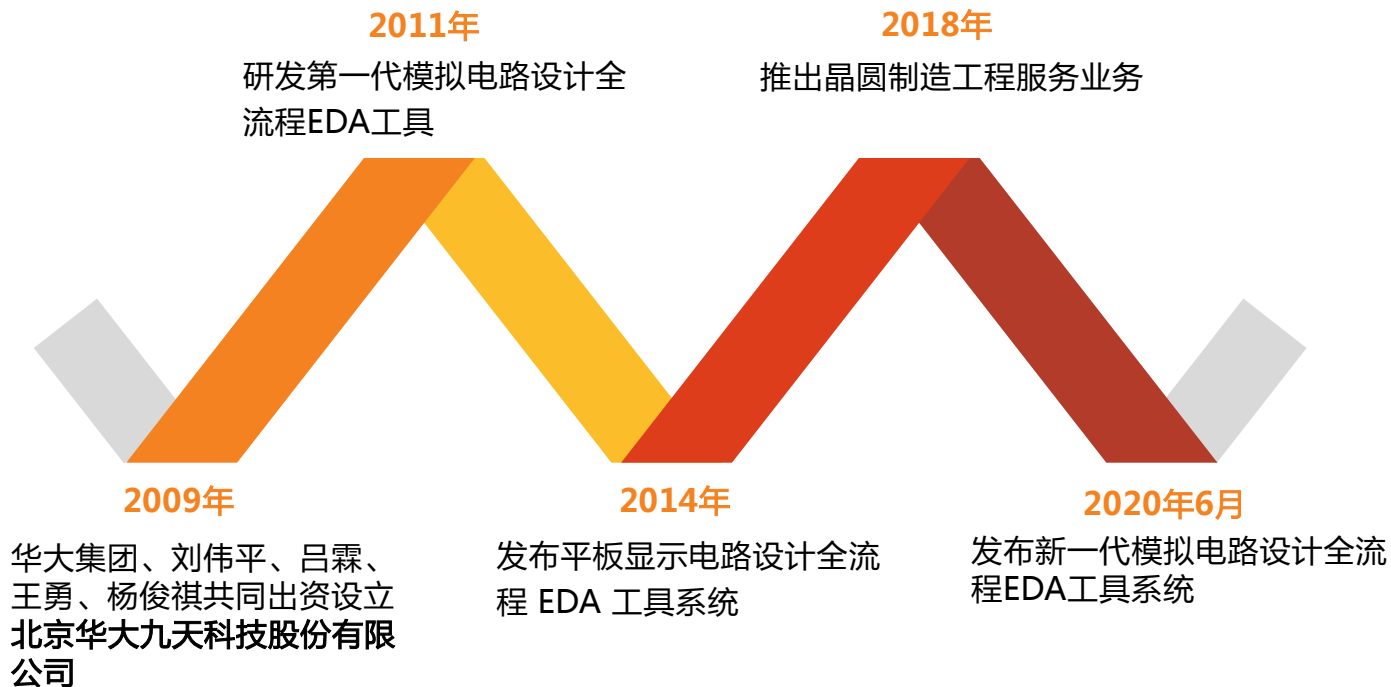 2011年
研发第一代模拟电路设计全
流程EDA工具
2018年
推出晶圆制造工程服务业务
2009年
华大集团、刘伟平、吕霖、
王勇、杨俊祺共同出资设立
北京华大九天科技股份有限
公司
2014年
发布平板显示电路设计全流
程 EDA 工具系统
2020年6月
发布新一代模拟电路设计全流
程EDA工具系统